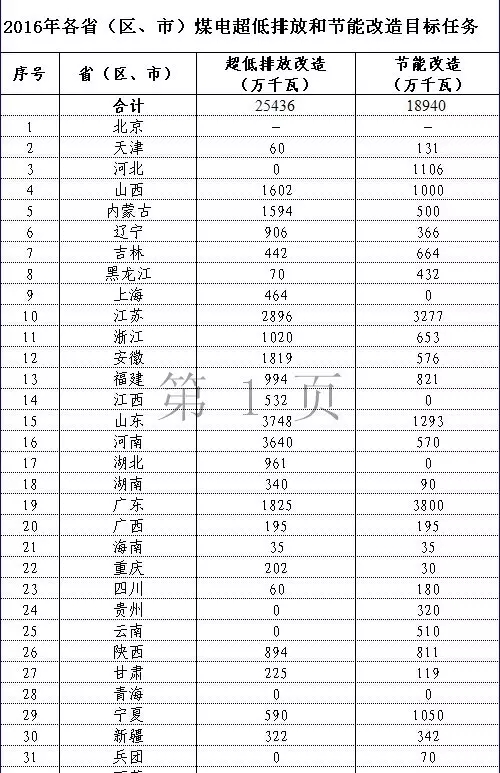 2016年各省（区、市）煤电超低排放和节能改造目标任务
序号 省（区、市） 超低排放改造（万千瓦） 节能改造（万千瓦）
合计 25436 18940
1 北京 － －
2 天津 60 131
3 河北 0 1106
4 山西 1602 1000
5 内蒙古 1594 500
6 辽宁 906 366
7 吉林 442 664
8 黑龙江 70 432
9 上海 464 0
10 江苏 2896 3277
11 浙江 1020 653
12 安徽 1819 576
13 福建 994 821
14 江西 532 0
15 山东 3748 1293
16 河南 3640 570
17 湖北 961 0
18 湖南 340 90
19 广东 1825 3800
20 广西 195 195
21 海南 35 35
22 重庆 202 30
23 四川 60 180
24 贵州 0 320
25 云南 0 510
26 陕西 894 811
27 甘肃 225 119
28 青海 0 0
29 宁夏 590 1050
30 新疆 322 342
31 兵团 0 70
第 1 页